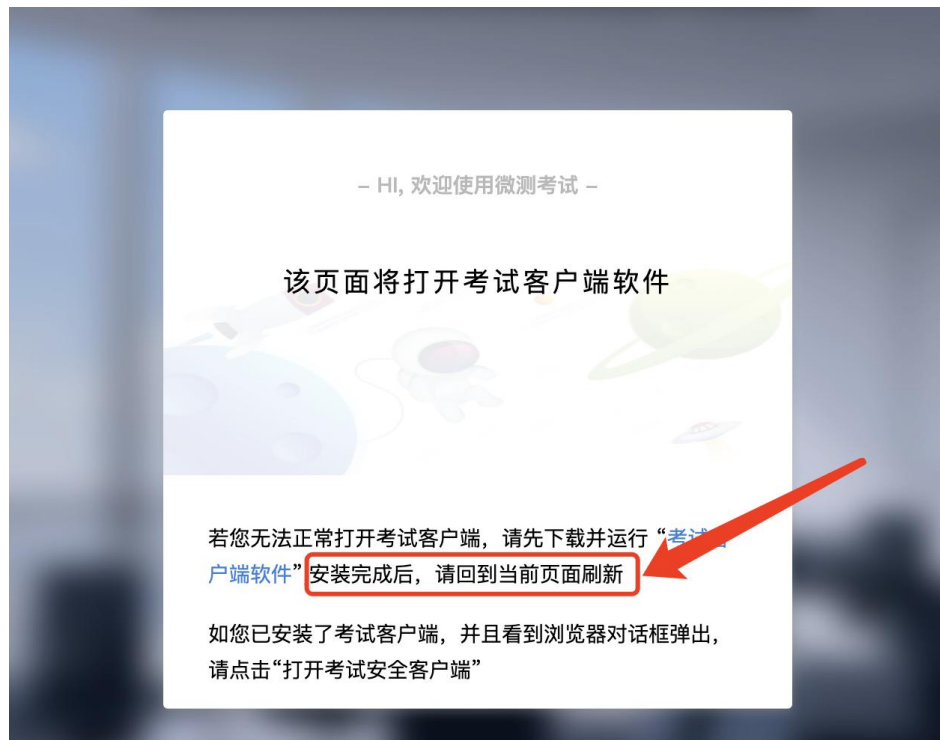 – HI, 欢迎使用微测考试 –
该页面将打开考试客户端软件
若您无法正常打开考试客户端，请先下载并运行 “考试客
户端软件” 安装完成后，请回到当前页面刷新
如您已安装了考试客户端，并且看到浏览器对话框弹出，
请点击“打开考试安全客户端”